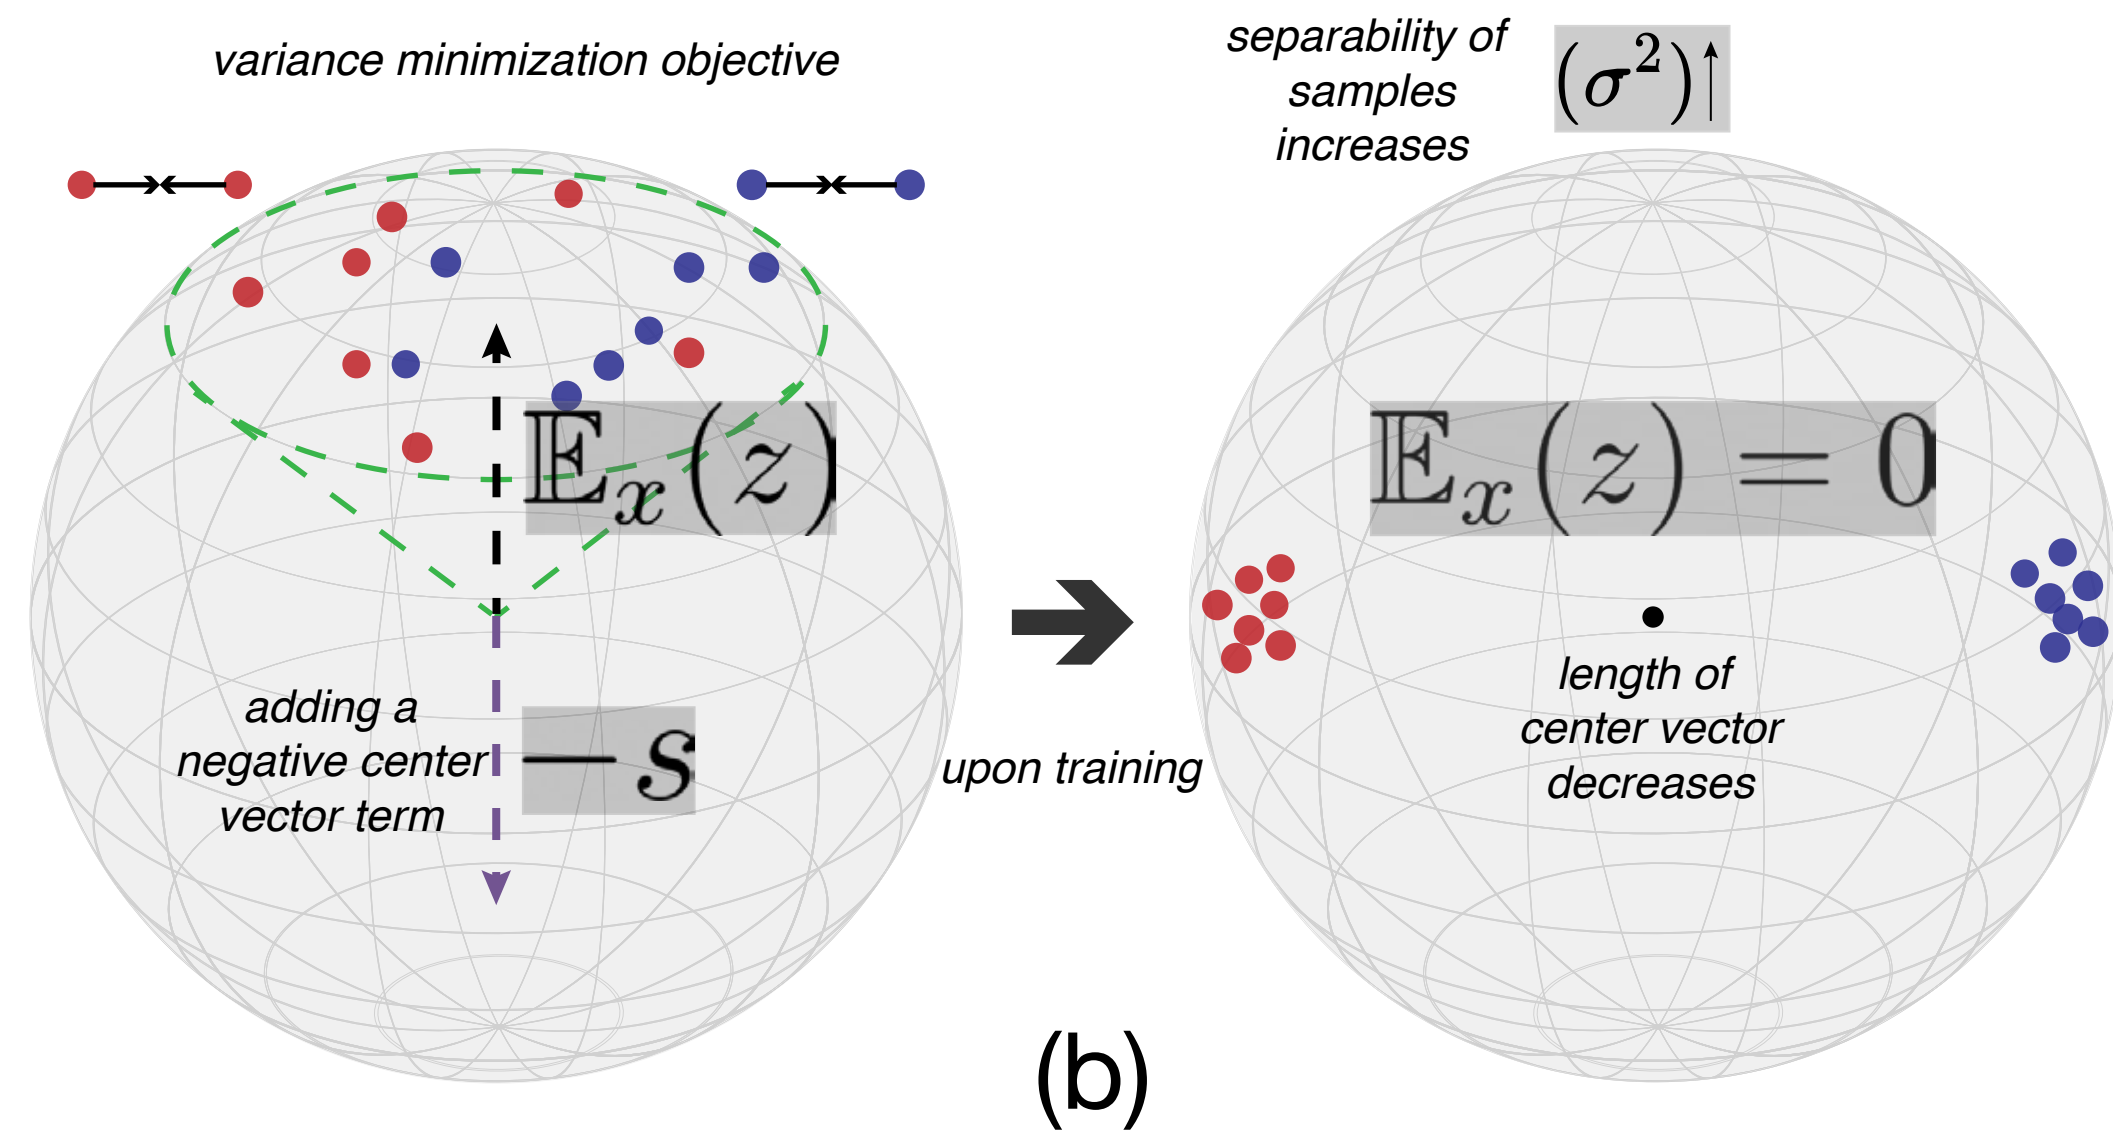 variance minimization objective
separability of
samples
increases
(σ²)↑
𝔼ₓ(z)
adding a
negative center
vector term
−s
upon training
𝔼ₓ(z) = 0
length of
center vector
decreases
(b)